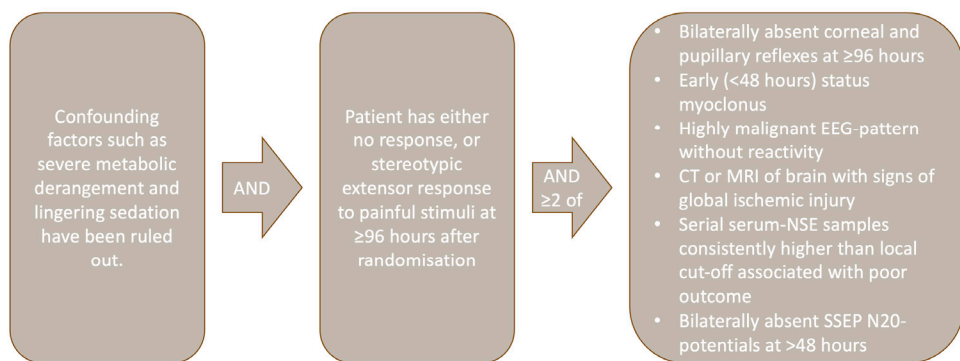 Confounding
factors such as
severe metabolic
derangement and
lingering sedation
have been ruled
out.
AND
Patient has either
no response, or
stereotypic
extensor response
to painful stimuli at
≥96 hours after
randomisation
AND
≥2 of
• Bilaterally absent corneal and
pupillary reflexes at ≥96 hours
• Early (<48 hours) status
myoclonus
• Highly malignant EEG-pattern
without reactivity
• CT or MRI of brain with signs of
global ischemic injury
• Serial serum-NSE samples
consistently higher than local
cut-off associated with poor
outcome
• Bilaterally absent SSEP N20-
potentials at >48 hours